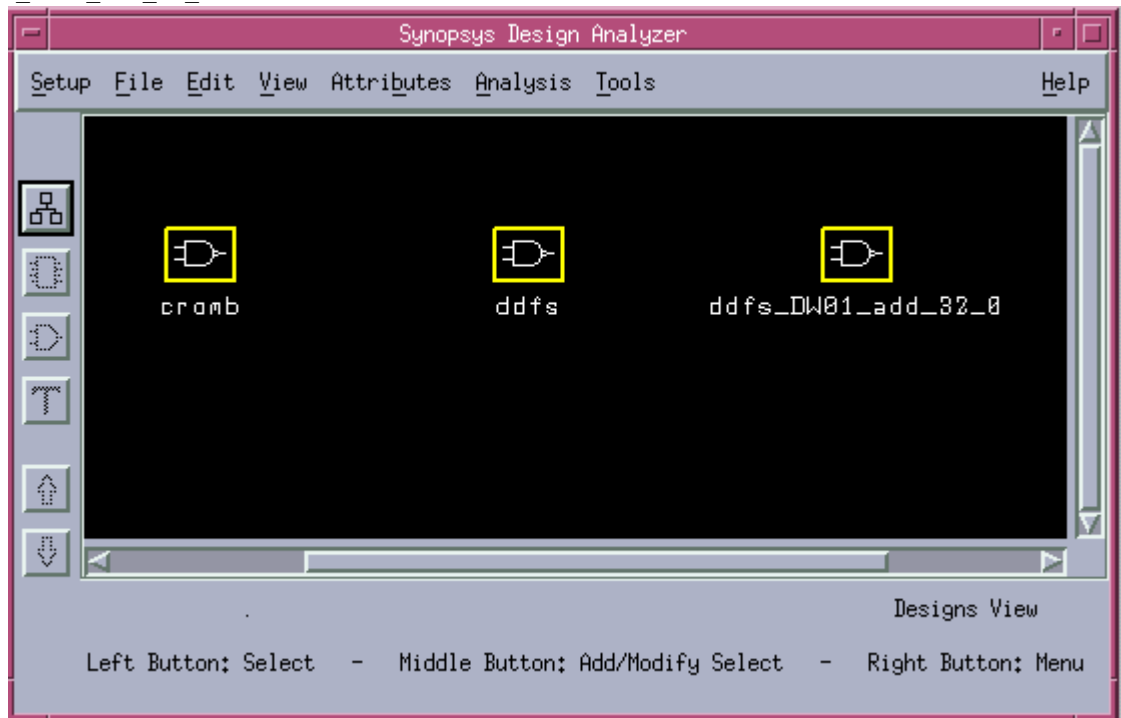 Synopsys Design Analyzer
Setup File Edit View Attributes Analysis Tools Help
cromb ddfs ddfs_DW01_add_32_0
Designs View
Left Button: Select - Middle Button: Add/Modify Select - Right Button: Menu